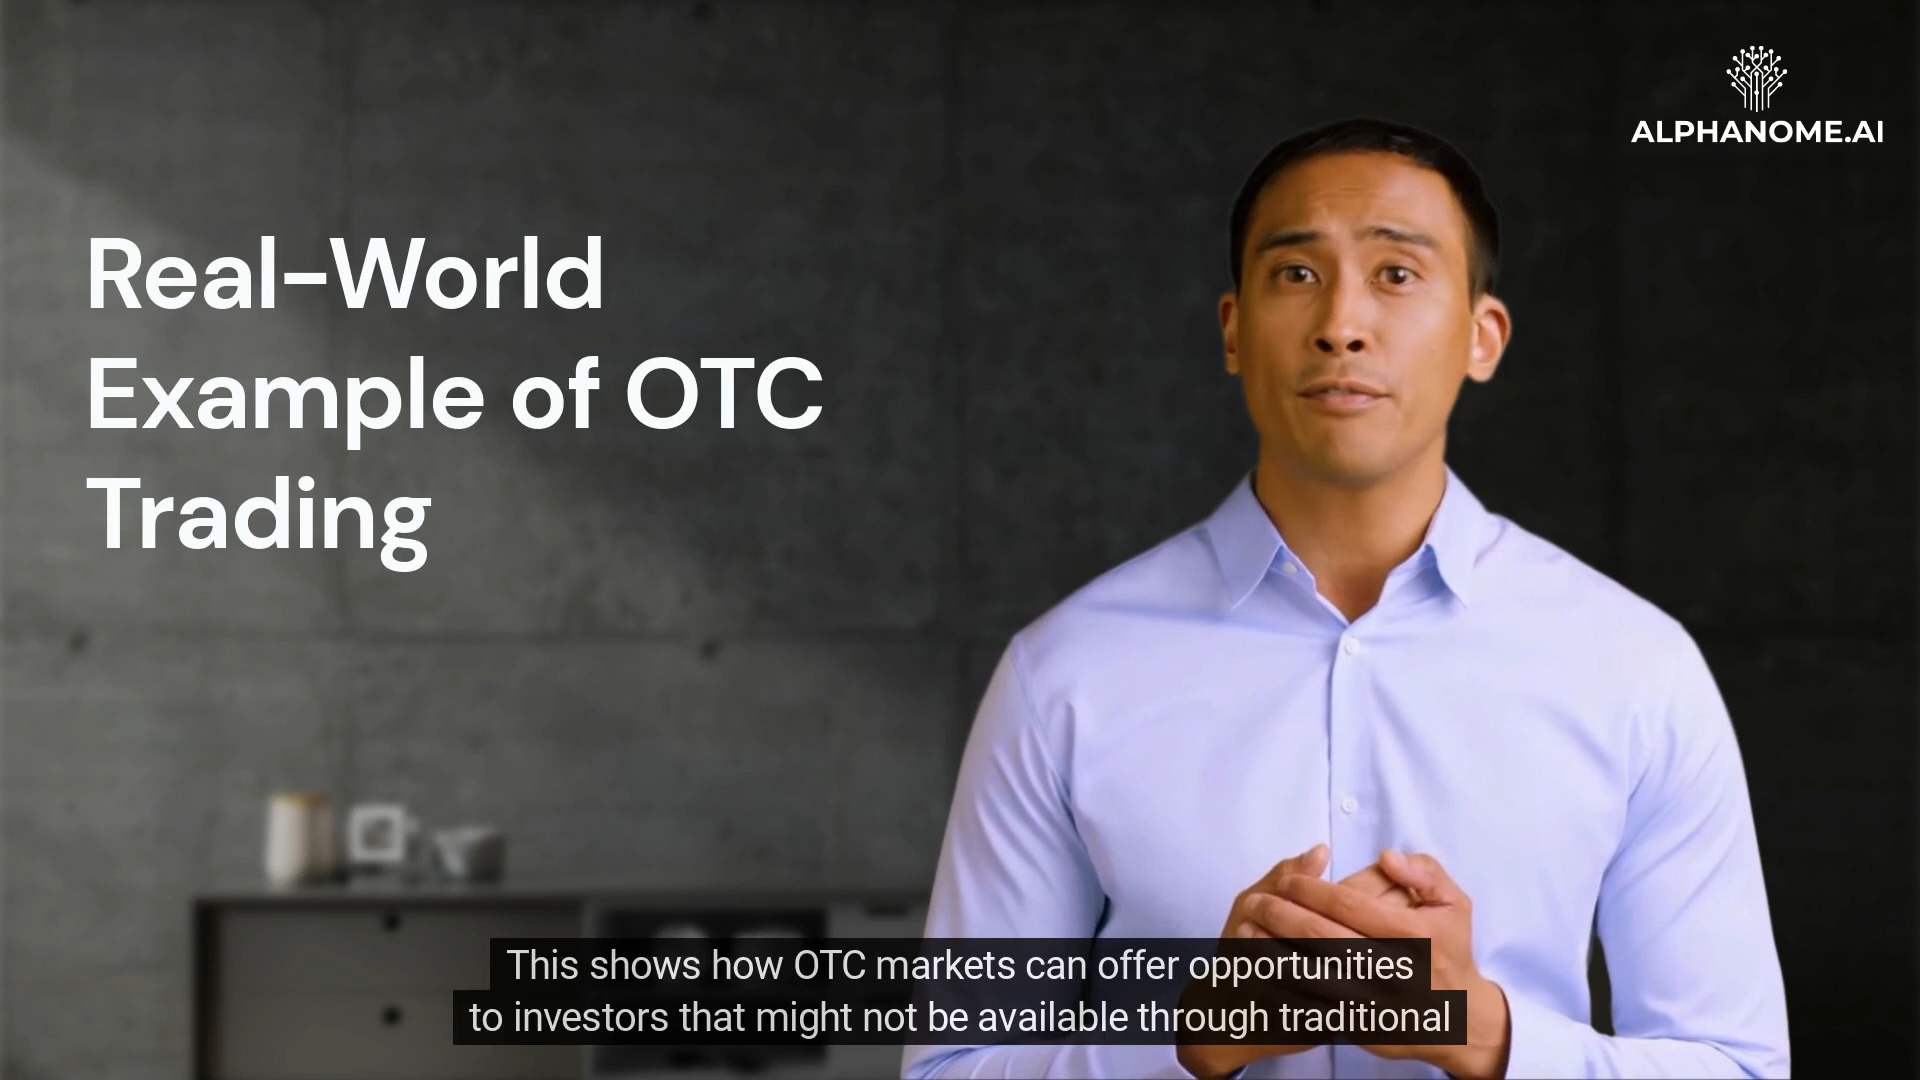 ALPHANOME.AI
Real-World
Example of OTC
Trading
This shows how OTC markets can offer opportunities
to investors that might not be available through traditional